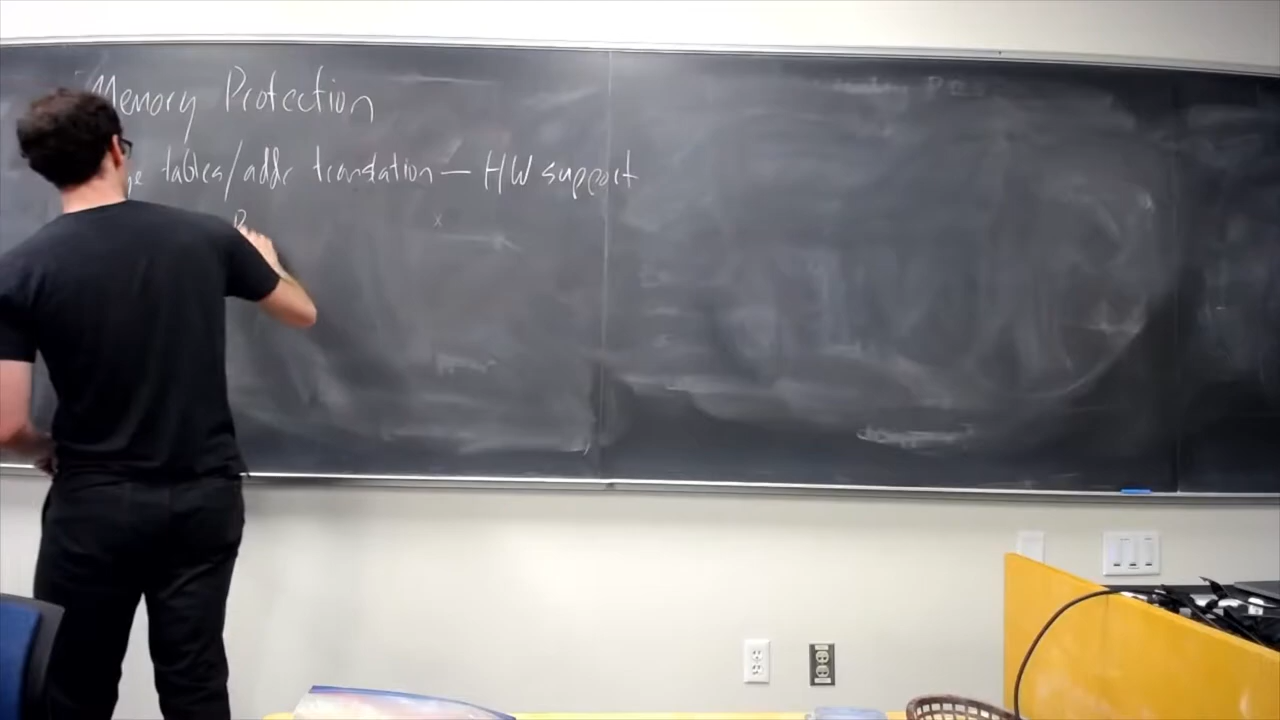 Memory Protection
tables/addr translation — HW support